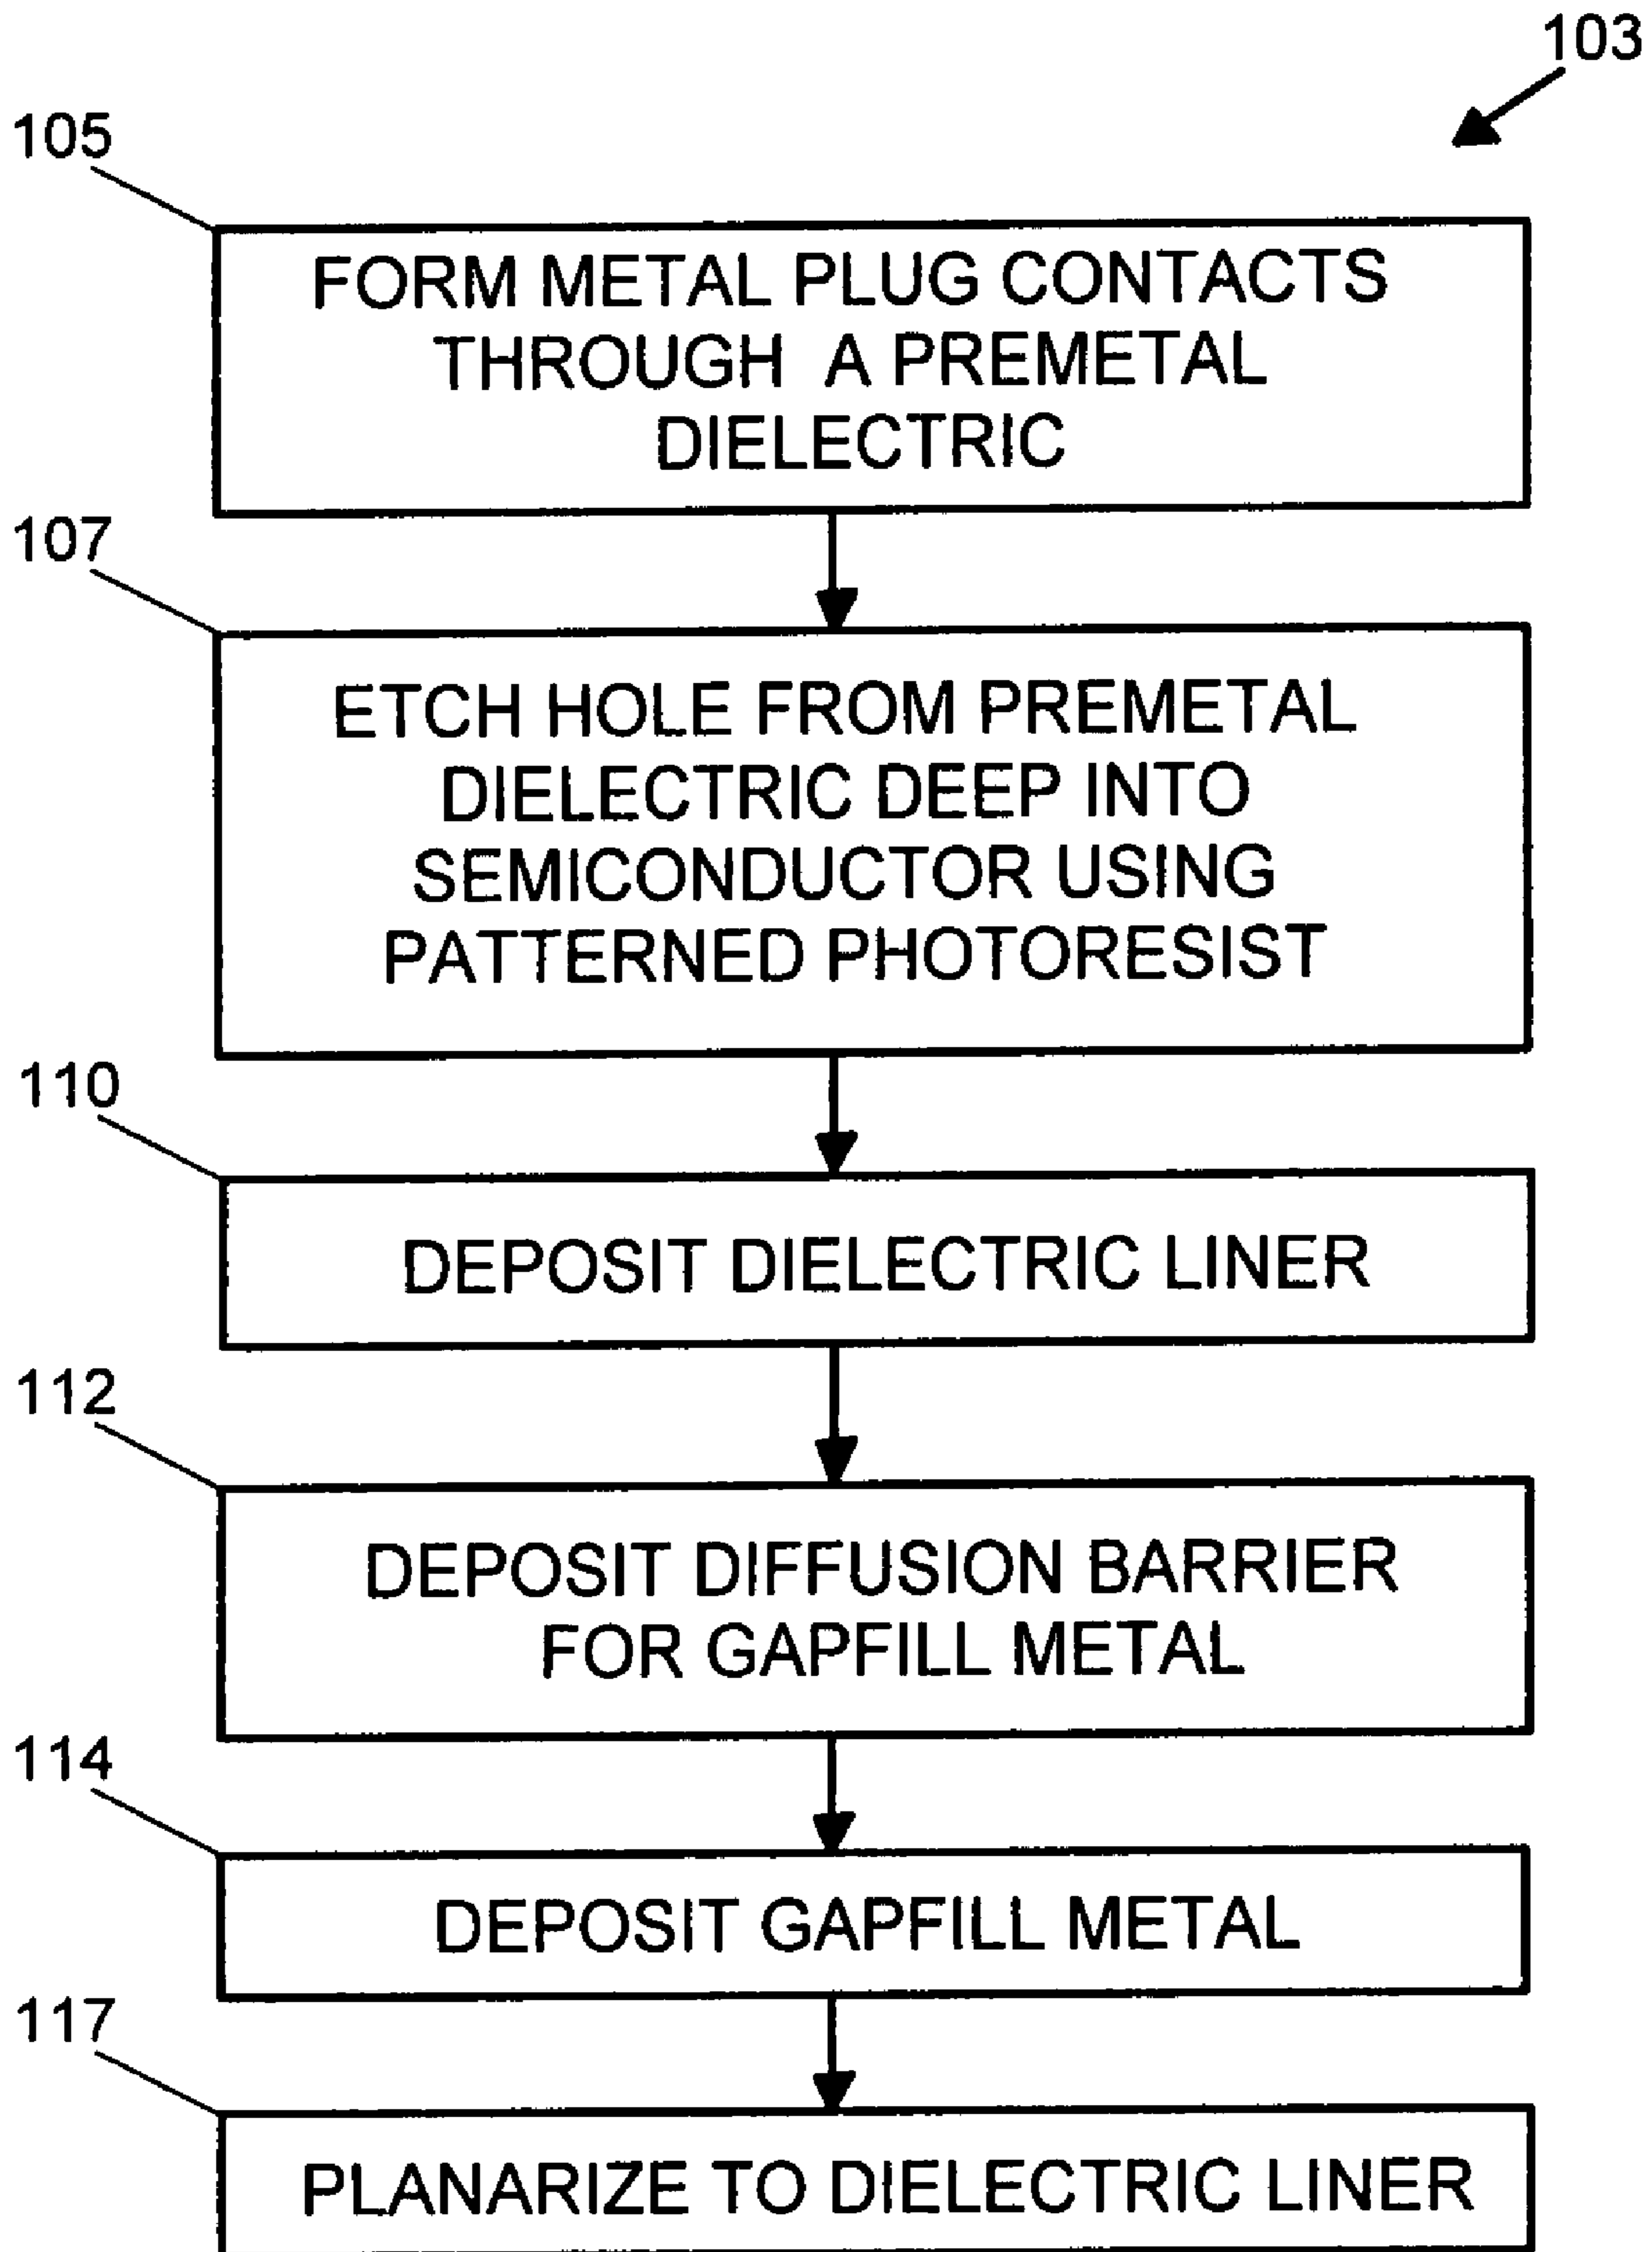 103
105
FORM METAL PLUG CONTACTS
THROUGH A PREMETAL
DIELECTRIC
107
ETCH HOLE FROM PREMETAL
DIELECTRIC DEEP INTO
SEMICONDUCTOR USING
PATTERNED PHOTORESIST
110
DEPOSIT DIELECTRIC LINER
112
DEPOSIT DIFFUSION BARRIER
FOR GAPFILL METAL
114
DEPOSIT GAPFILL METAL
117
PLANARIZE TO DIELECTRIC LINER